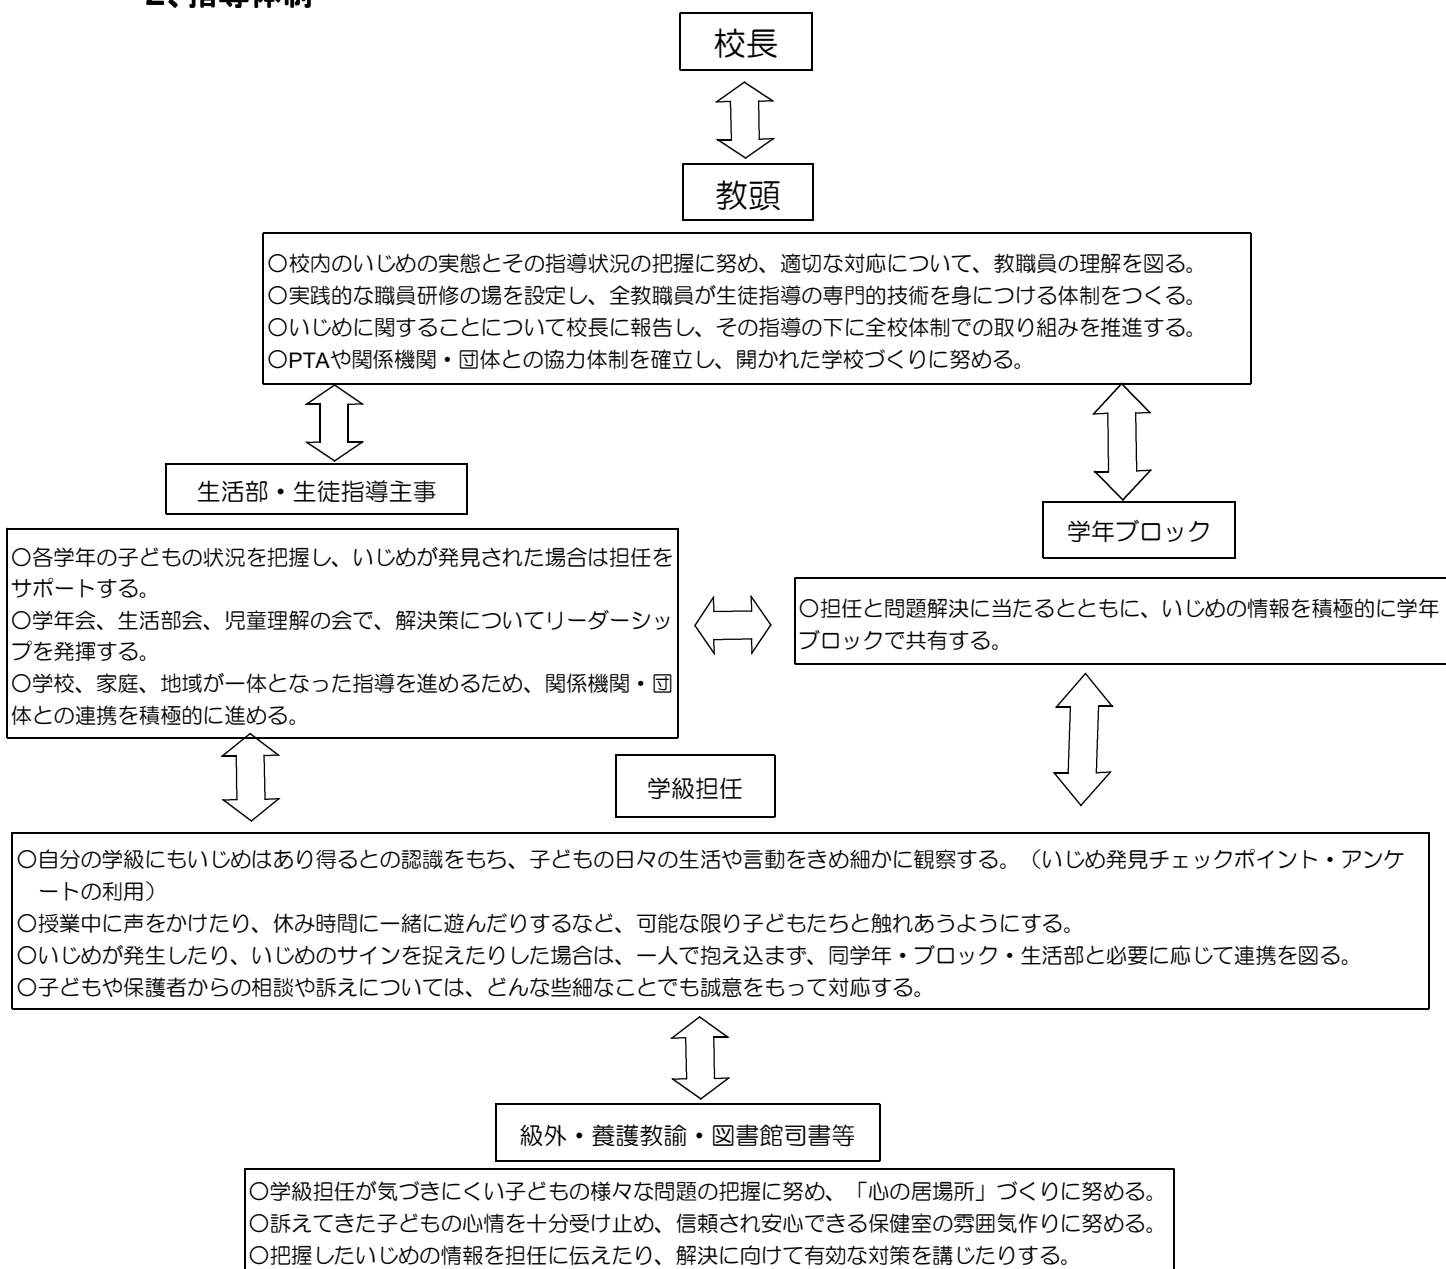 2、指導体制
校長
教頭
〇校内のいじめの実態とその指導状況の把握に努め、適切な対応について、教職員の理解を図る。
〇実践的な職員研修の場を設定し、全教職員が生徒指導の専門的技術を身につける体制をつくる。
〇いじめに関することについて校長に報告し、その指導の下に全校体制での取り組みを推進する。
〇PTAや関係機関・団体との協力体制を確立し、開かれた学校づくりに努める。
生活部・生徒指導主事
〇各学年の子どもの状況を把握し、いじめが発見された場合は担任を
サポートする。
〇学年会、生活部会、児童理解の会で、解決策についてリーダーシッ
プを発揮する。
〇学校、家庭、地域が一体となった指導を進めるため、関係機関・団
体との連携を積極的に進める。
学年ブロック
〇担任と問題解決に当たるとともに、いじめの情報を積極的に学年
ブロックで共有する。
学級担任
〇自分の学級にもいじめはあり得るとの認識をもち、子どもの日々の生活や言動をきめ細かに観察する。（いじめ発見チェックポイント・アンケ
ートの利用）
〇授業中に声をかけたり、休み時間に一緒に遊んだりするなど、可能な限り子どもたちと触れあうようにする。
〇いじめが発生したり、いじめのサインを捉えたりした場合は、一人で抱え込まず、同学年・ブロック・生活部と必要に応じて連携を図る。
〇子どもや保護者からの相談や訴えについては、どんな些細なことでも誠意をもって対応する。
級外・養護教諭・図書館司書等
〇学級担任が気づきにくい子どもの様々な問題の把握に努め、「心の居場所」づくりに努める。
〇訴えてきた子どもの心情を十分受け止め、信頼され安心できる保健室の雰囲気作りに努める。
〇把握したいじめの情報を担任に伝えたり、解決に向けて有効な対策を講じたりする。